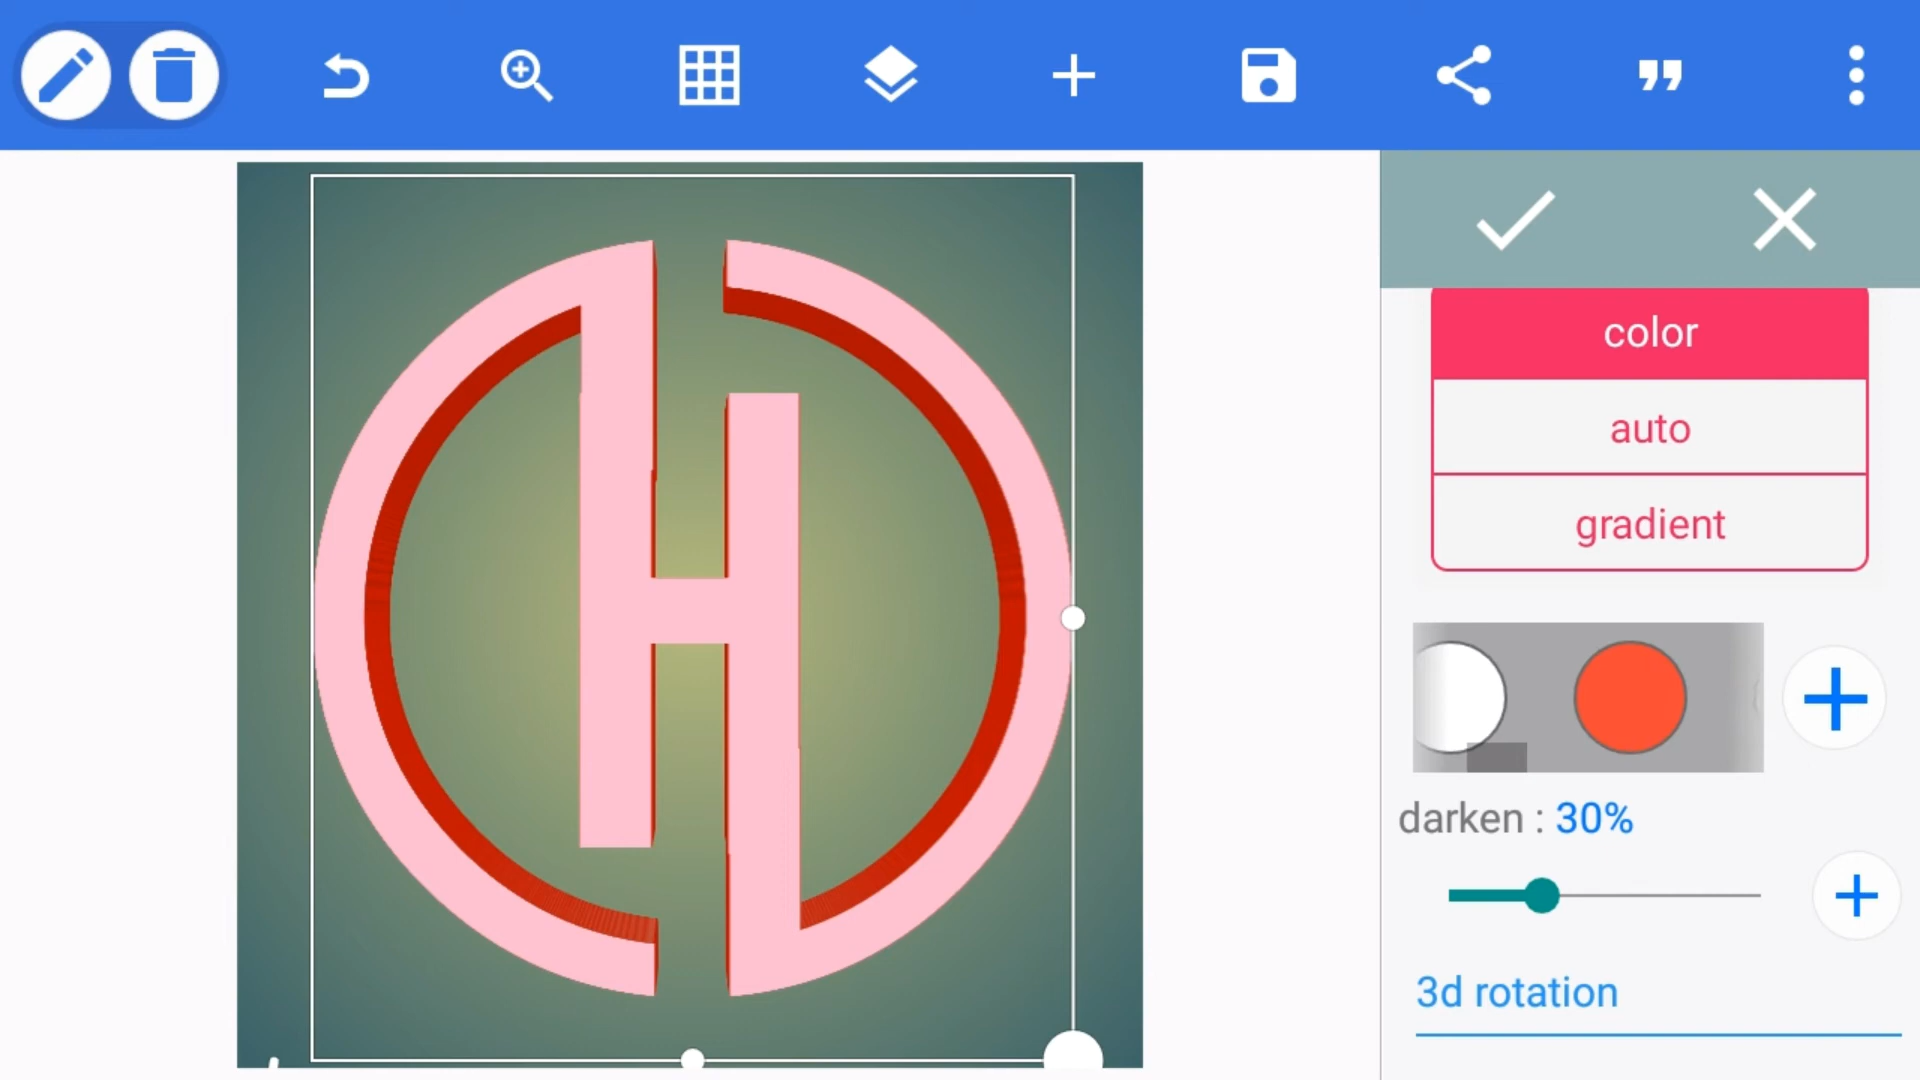 H
color
auto
gradient
darken : 30%
3d rotation